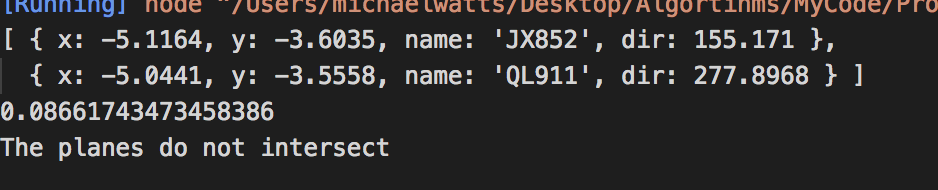 [Running] node "/Users/michaelwatts/Desktop/Algortinms/MyCode/Pro
[ { x: -5.1164, y: -3.6035, name: 'JX852', dir: 155.171 },
{ x: -5.0441, y: -3.5558, name: 'QL911', dir: 277.8968 } ]
0.08661743473458386
The planes do not intersect